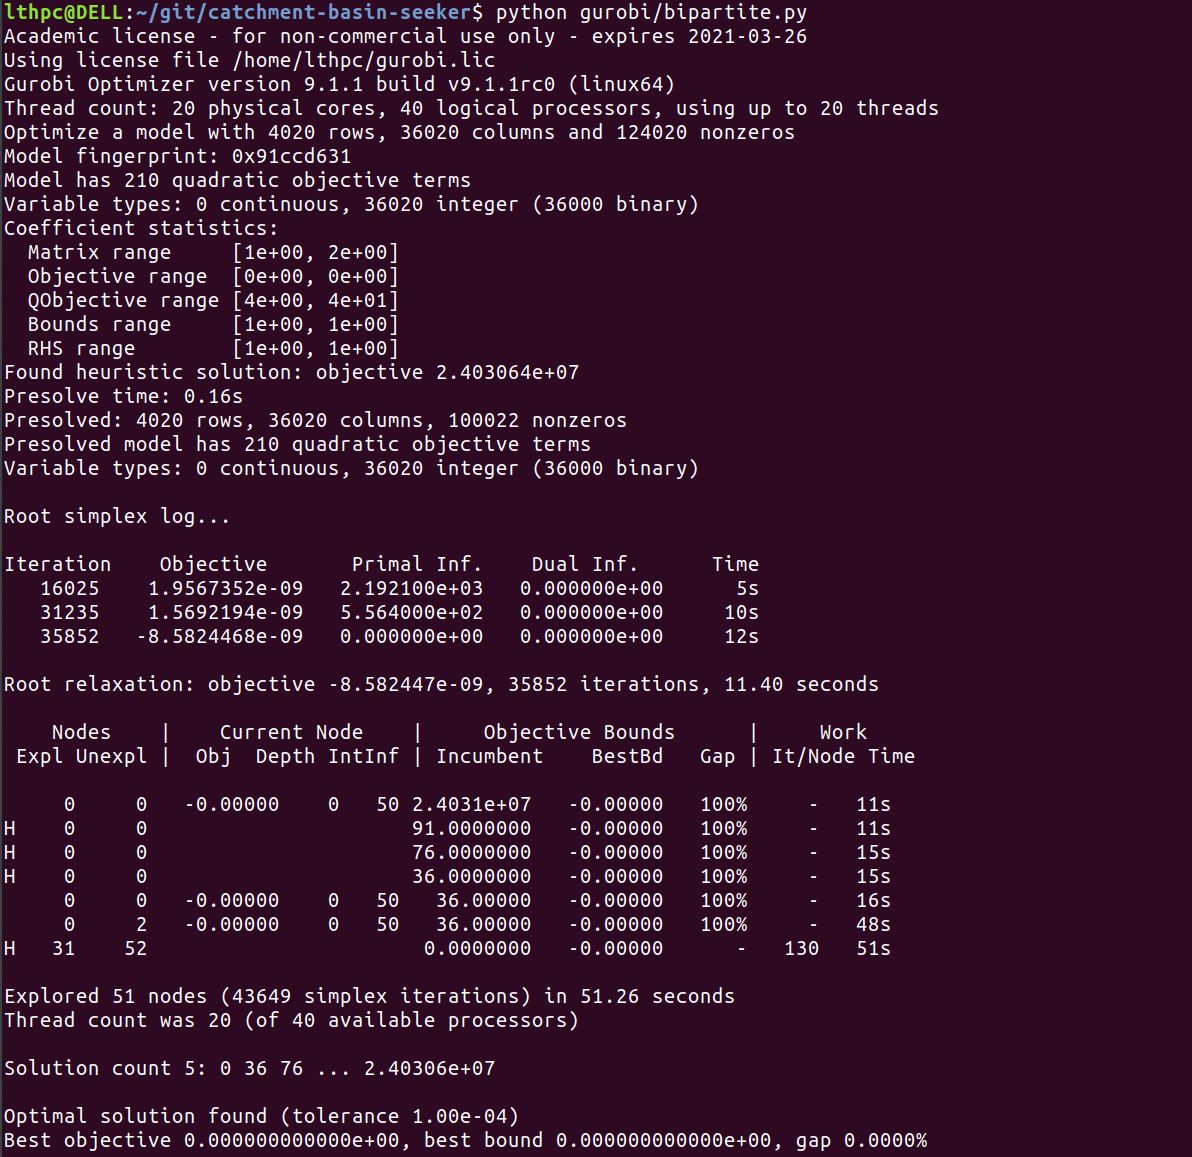 lthpc@DELL:~/git/catchment-basin-seeker$ python gurobi/bipartite.py
Academic license - for non-commercial use only - expires 2021-03-26
Using license file /home/lthpc/gurobi.lic
Gurobi Optimizer version 9.1.1 build v9.1.1rc0 (linux64)
Thread count: 20 physical cores, 40 logical processors, using up to 20 threads
Optimize a model with 4020 rows, 36020 columns and 124020 nonzeros
Model fingerprint: 0x91ccd631
Model has 210 quadratic objective terms
Variable types: 0 continuous, 36020 integer (36000 binary)
Coefficient statistics:
  Matrix range     [1e+00, 2e+00]
  Objective range  [0e+00, 0e+00]
  QObjective range [4e+00, 4e+01]
  Bounds range     [1e+00, 1e+00]
  RHS range        [1e+00, 1e+00]
Found heuristic solution: objective 2.403064e+07
Presolve time: 0.16s
Presolved: 4020 rows, 36020 columns, 100022 nonzeros
Presolved model has 210 quadratic objective terms
Variable types: 0 continuous, 36020 integer (36000 binary)
Root simplex log...
Iteration    Objective       Primal Inf.    Dual Inf.      Time
   16025    1.9567352e-09   2.192100e+03   0.000000e+00      5s
   31235    1.5692194e-09   5.564000e+02   0.000000e+00     10s
   35852   -8.5824468e-09   0.000000e+00   0.000000e+00     12s
Root relaxation: objective -8.582447e-09, 35852 iterations, 11.40 seconds
    Nodes    |    Current Node    |     Objective Bounds      |     Work
 Expl Unexpl |  Obj  Depth IntInf | Incumbent    BestBd   Gap | It/Node Time
     0     0   -0.00000    0   50 2.4031e+07   -0.00000   100%     -   11s
H    0     0                      91.0000000   -0.00000   100%     -   11s
H    0     0                      76.0000000   -0.00000   100%     -   15s
H    0     0                      36.0000000   -0.00000   100%     -   15s
     0     0   -0.00000    0   50   36.00000   -0.00000   100%     -   16s
     0     2   -0.00000    0   50   36.00000   -0.00000   100%     -   48s
H   31    52                       0.0000000   -0.00000      -   130   51s
Explored 51 nodes (43649 simplex iterations) in 51.26 seconds
Thread count was 20 (of 40 available processors)
Solution count 5: 0 36 76 ... 2.40306e+07
Optimal solution found (tolerance 1.00e-04)
Best objective 0.000000000000e+00, best bound 0.000000000000e+00, gap 0.0000%